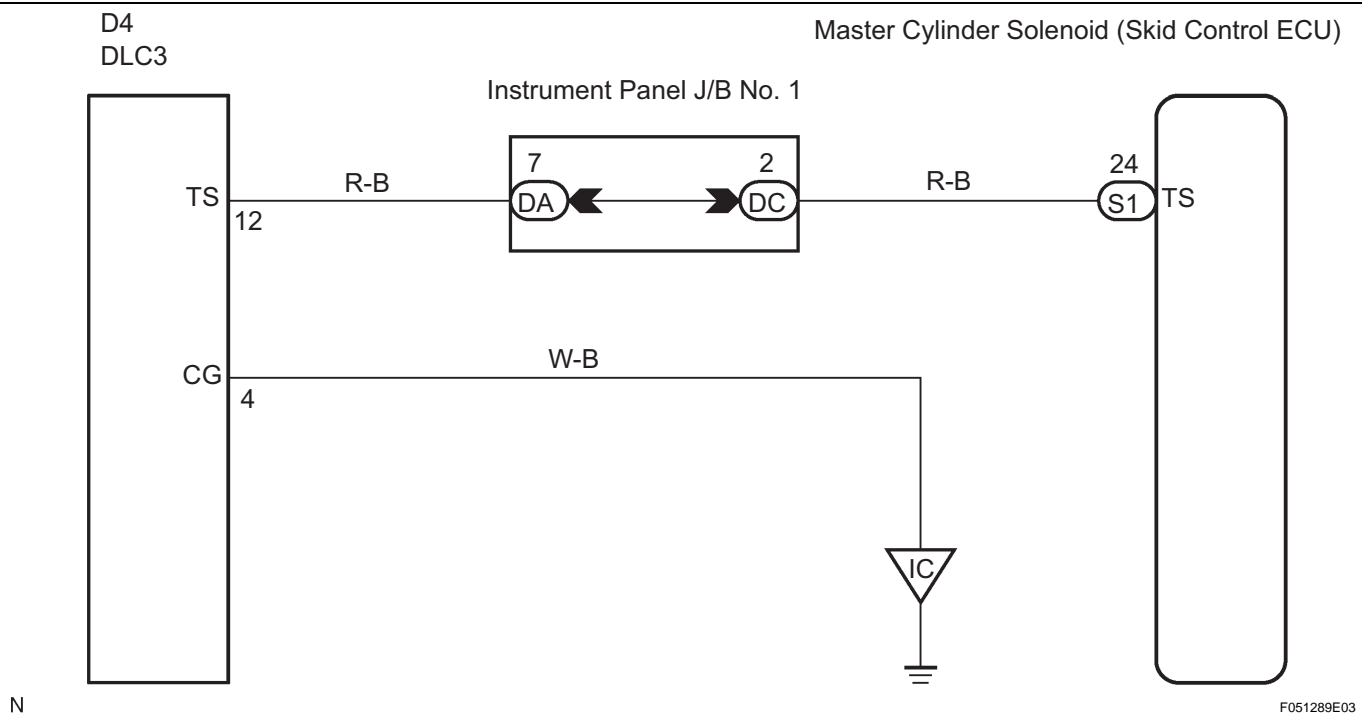 D4
DLC3
Master Cylinder Solenoid (Skid Control ECU)
Instrument Panel J/B No. 1
TS
12
R-B
7
DA
2
DC
R-B
24
S1
TS
CG
4
W-B
IC
N
F051289E03